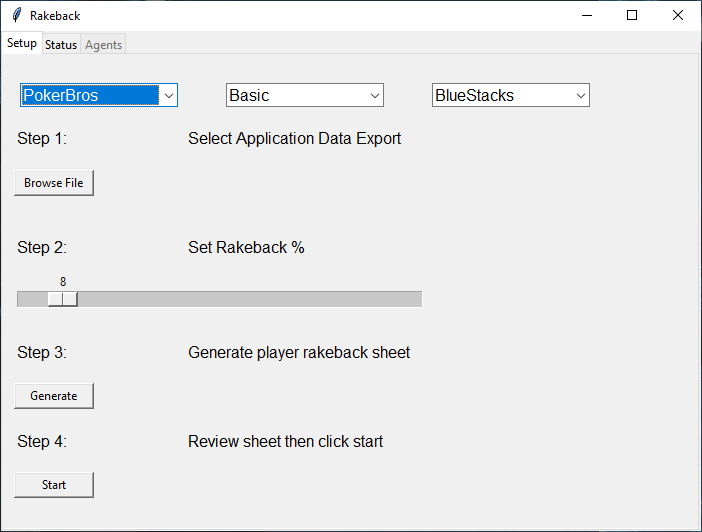 Rakeback
Setup Status Agents
PokerBros Basic BlueStacks
Step 1: Select Application Data Export
Browse File
Step 2: Set Rakeback %
8
Step 3: Generate player rakeback sheet
Generate
Step 4: Review sheet then click start
Start